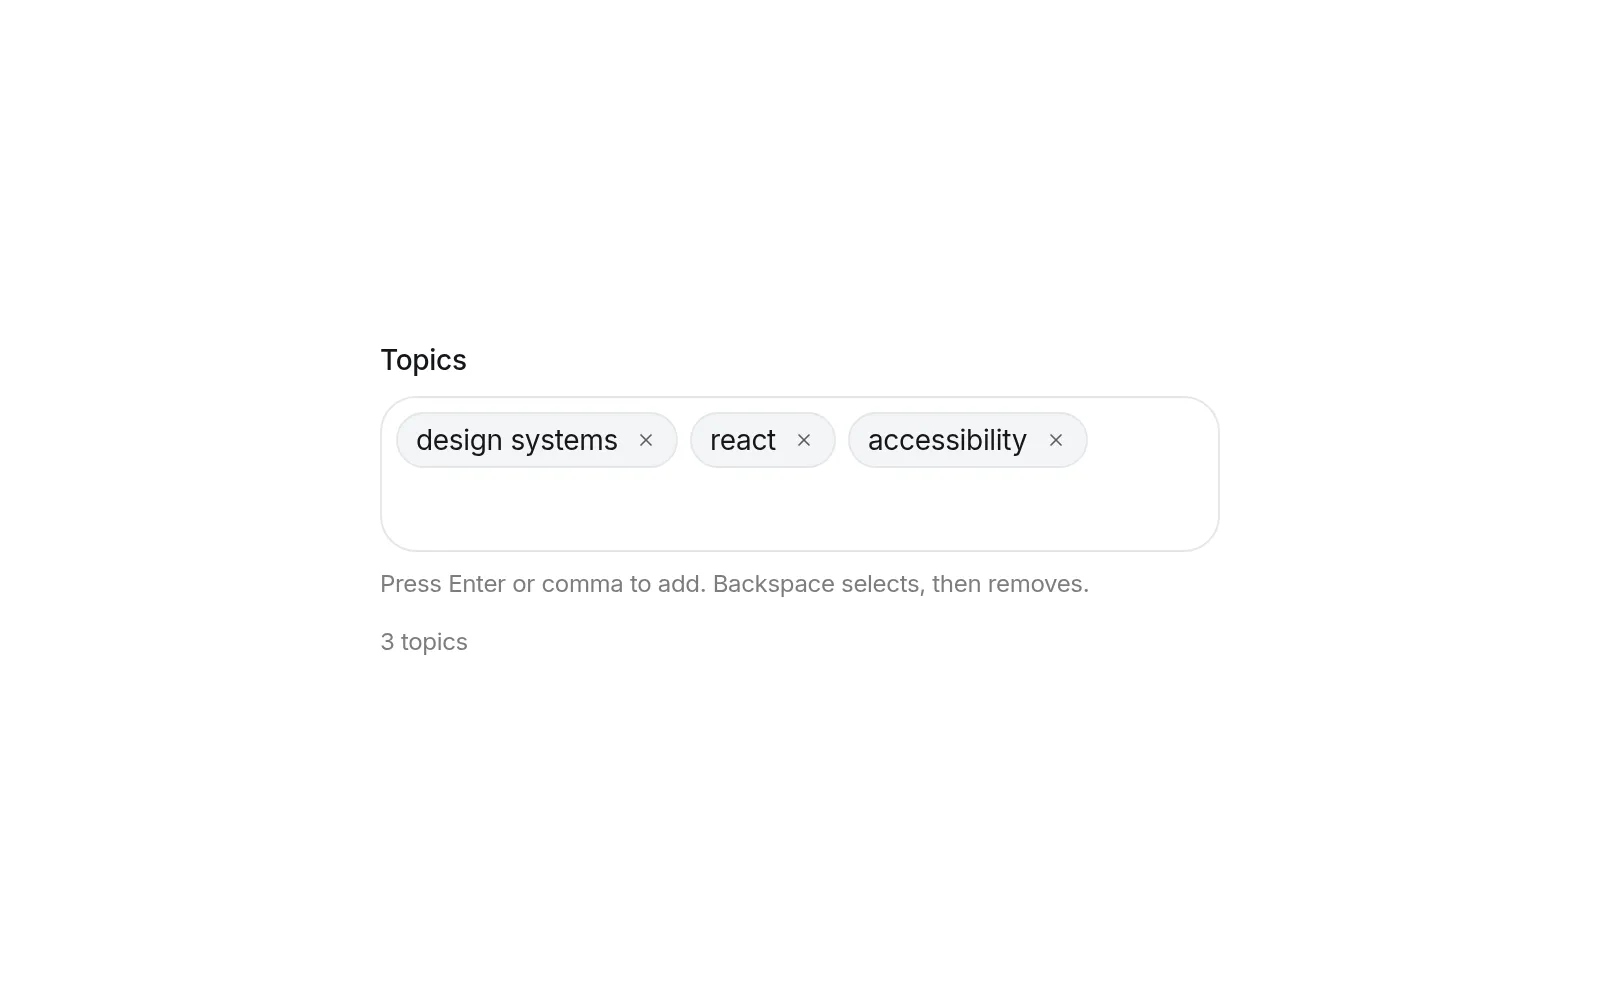 Topics
design systems × react × accessibility ×
Press Enter or comma to add. Backspace selects, then removes.
3 topics